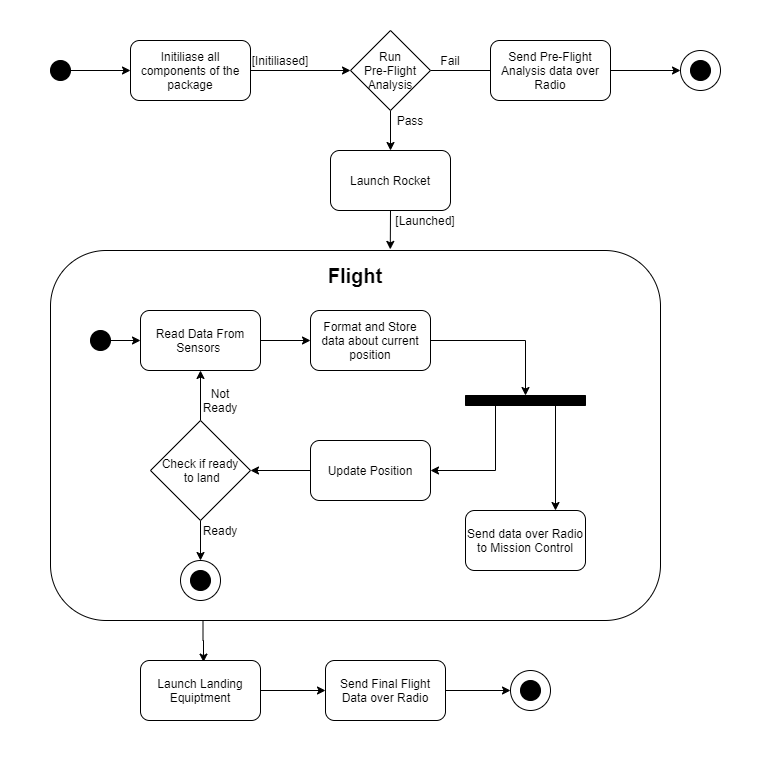 Initiliase all
components of the
package
[Initiliased]
Run
Pre-Flight
Analysis
Fail
Send Pre-Flight
Analysis data over
Radio
Pass
Launch Rocket
[Launched]
Flight
Read Data From
Sensors
Format and Store
data about current
position
Not
Ready
Check if ready
to land
Update Position
Ready
Send data over Radio
to Mission Control
Launch Landing
Equiptment
Send Final Flight
Data over Radio